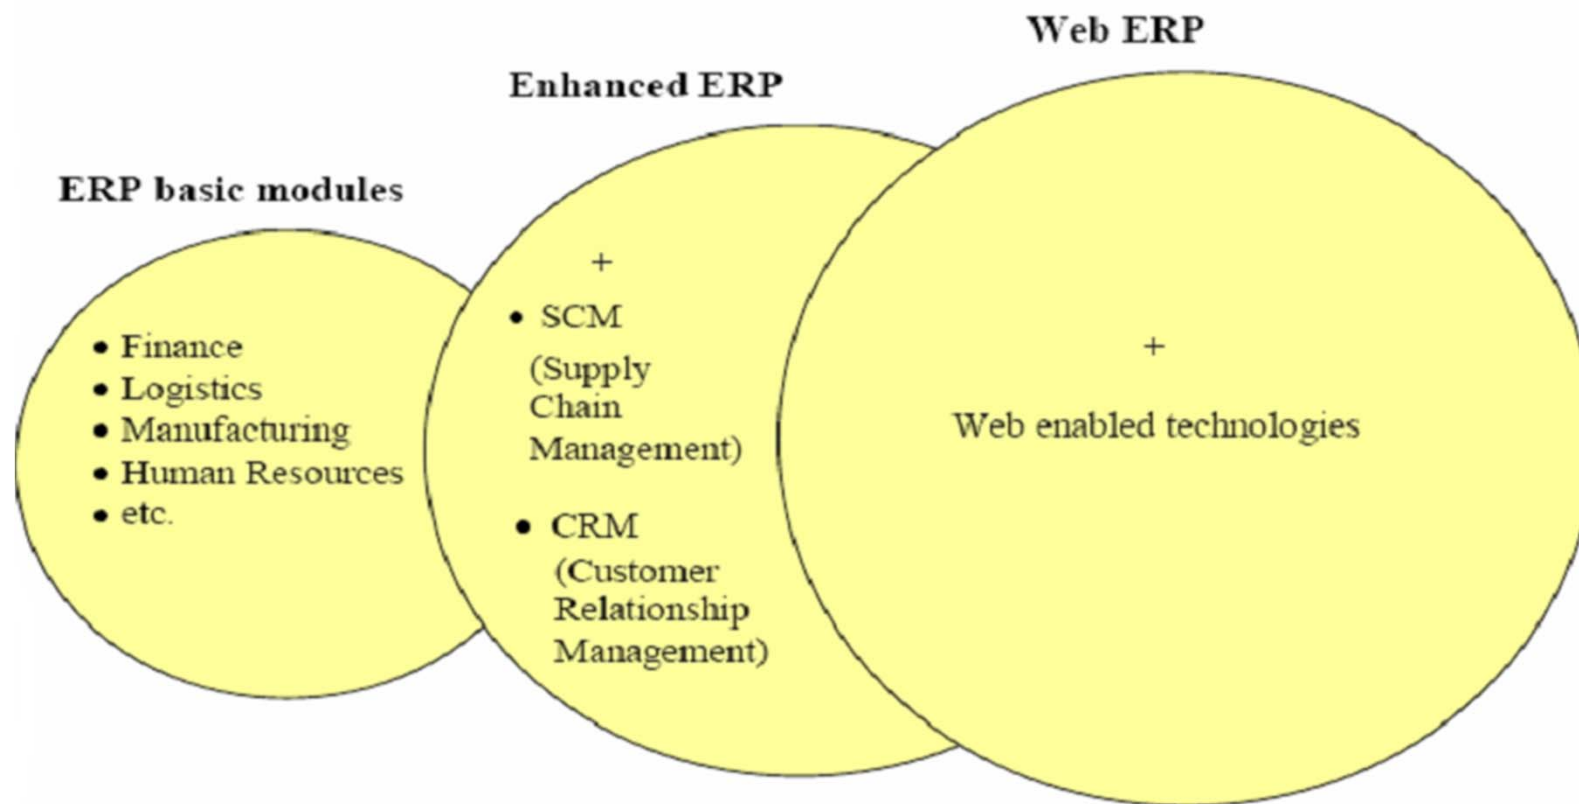 Web ERP
Enhanced ERP
ERP basic modules
• Finance
• Logistics
• Manufacturing
• Human Resources
• etc.
+
• SCM
(Supply
Chain
Management)
• CRM
(Customer
Relationship
Management)
+
Web enabled technologies